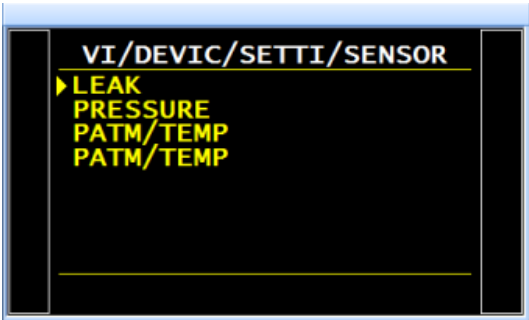 VI/DEVIC/SETTI/SENSOR
LEAK
PRESSURE
PATM/TEMP
PATM/TEMP